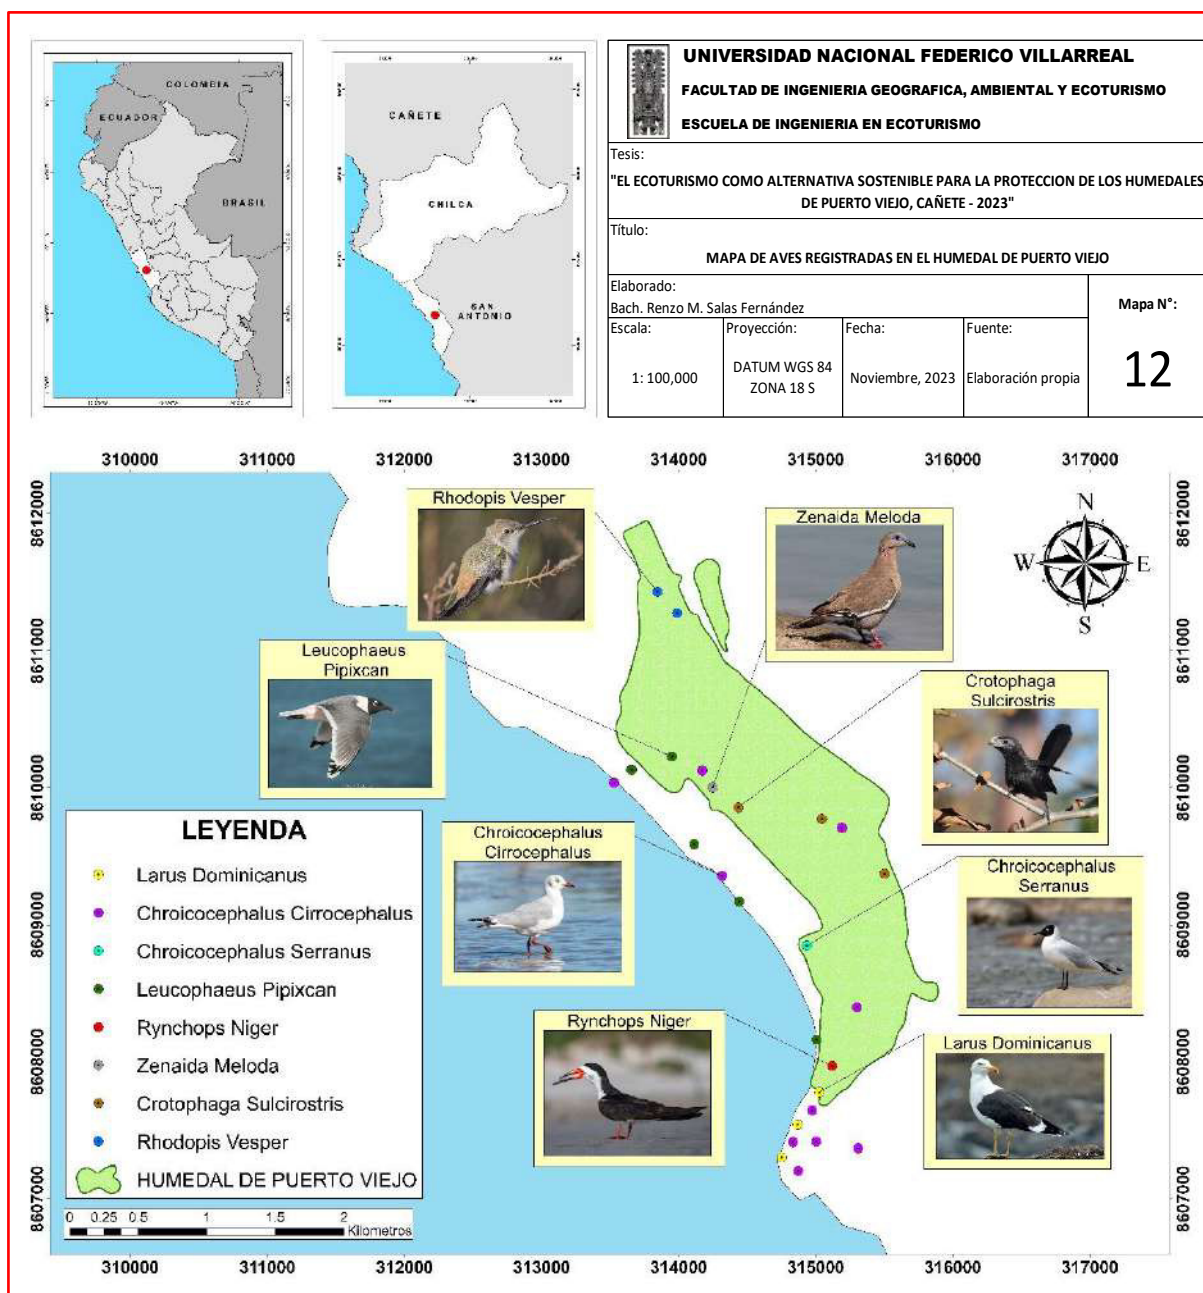 COLOMBIA
ECUADOR
BRASIL
CAÑETE
CHILCA
SAN
ANTONIO
UNIVERSIDAD NACIONAL FEDERICO VILLARREAL
FACULTAD DE INGENIERIA GEOGRAFICA, AMBIENTAL Y ECOTURISMO
ESCUELA DE INGENIERIA EN ECOTURISMO
Tesis:
"EL ECOTURISMO COMO ALTERNATIVA SOSTENIBLE PARA LA PROTECCION DE LOS HUMEDALES
DE PUERTO VIEJO, CAÑETE - 2023"
Título:
MAPA DE AVES REGISTRADAS EN EL HUMEDAL DE PUERTO VIEJO
Elaborado:
Bach. Renzo M. Salas Fernández
Mapa N°:
12
Escala:
1: 100,000
Proyección:
DATUM WGS 84
ZONA 18 S
Fecha:
Noviembre, 2023
Fuente:
Elaboración propia
310000 311000 312000 313000 314000 315000 316000 317000
8612000 8612000
8611000 8611000
8610000 8610000
8609000 8609000
8608000 8608000
8607000 8607000
N
W E
S
Rhodopis Vesper
Zenaida Meloda
Leucophaeus
Pipixcan
Crotophaga
Sulcirostris
Chroicocephalus
Cirrocephalus
Chroicocephalus
Serranus
Rynchops Niger
Larus Dominicanus
LEYENDA
Larus Dominicanus
Chroicocephalus Cirrocephalus
Chroicocephalus Serranus
Leucophaeus Pipixcan
Rynchops Niger
Zenaida Meloda
Crotophaga Sulcirostris
Rhodopis Vesper
HUMEDAL DE PUERTO VIEJO
0 0.25 0.5 1 1.5 2
Kilometros
310000 311000 312000 313000 314000 315000 316000 317000